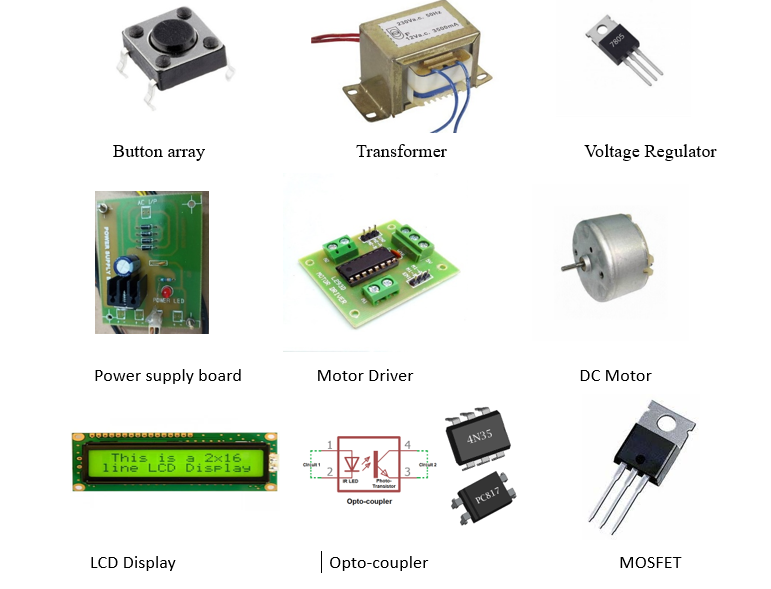 230Va.c. 50Hz
12Va.c. 3000mA
7805
Button array
Transformer
Voltage Regulator
AC I/P
POWER SUPPLY
POWER LED
L293D
MOTOR DRIVER
Power supply board
Motor Driver
DC Motor
This is a 2x16
line LCD Display
1
4
Circuit 1
Circuit 2
2
3
IR LED
Photo-
Transistor
Opto-coupler
4N35
PC817
LCD Display
Opto-coupler
MOSFET